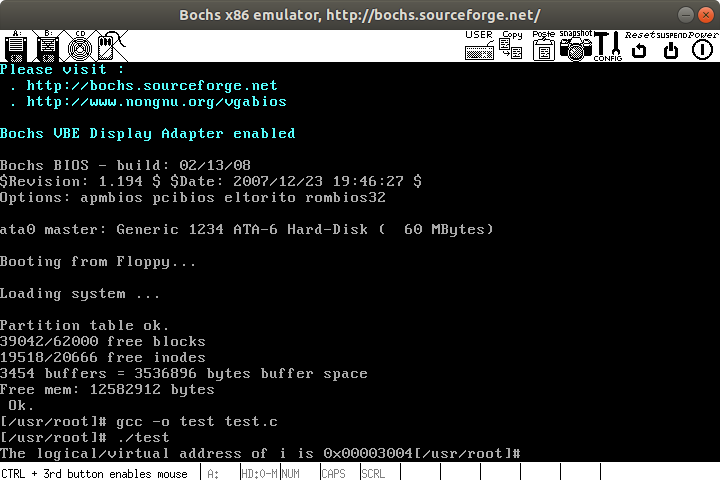 Bochs x86 emulator, http://bochs.sourceforge.net/
A: B: CD USER Copy Paste snapshot CONFIG Reset SUSPEND Power
Please visit :
. http://bochs.sourceforge.net
. http://www.nongnu.org/vgabios
Bochs VBE Display Adapter enabled
Bochs BIOS - build: 02/13/08
$Revision: 1.194 $ $Date: 2007/12/23 19:46:27 $
Options: apmbios pcibios eltorito rombios32
ata0 master: Generic 1234 ATA-6 Hard-Disk (  60 MBytes)
Booting from Floppy...
Loading system ...
Partition table ok.
39042/62000 free blocks
19518/20666 free inodes
3454 buffers = 3536896 bytes buffer space
Free mem: 12582912 bytes
Ok.
[/usr/root]# gcc -o test test.c
[/usr/root]# ./test
The logical/virtual address of i is 0x00003004[/usr/root]#
CTRL + 3rd button enables mouse A: HD:0-M NUM CAPS SCRL